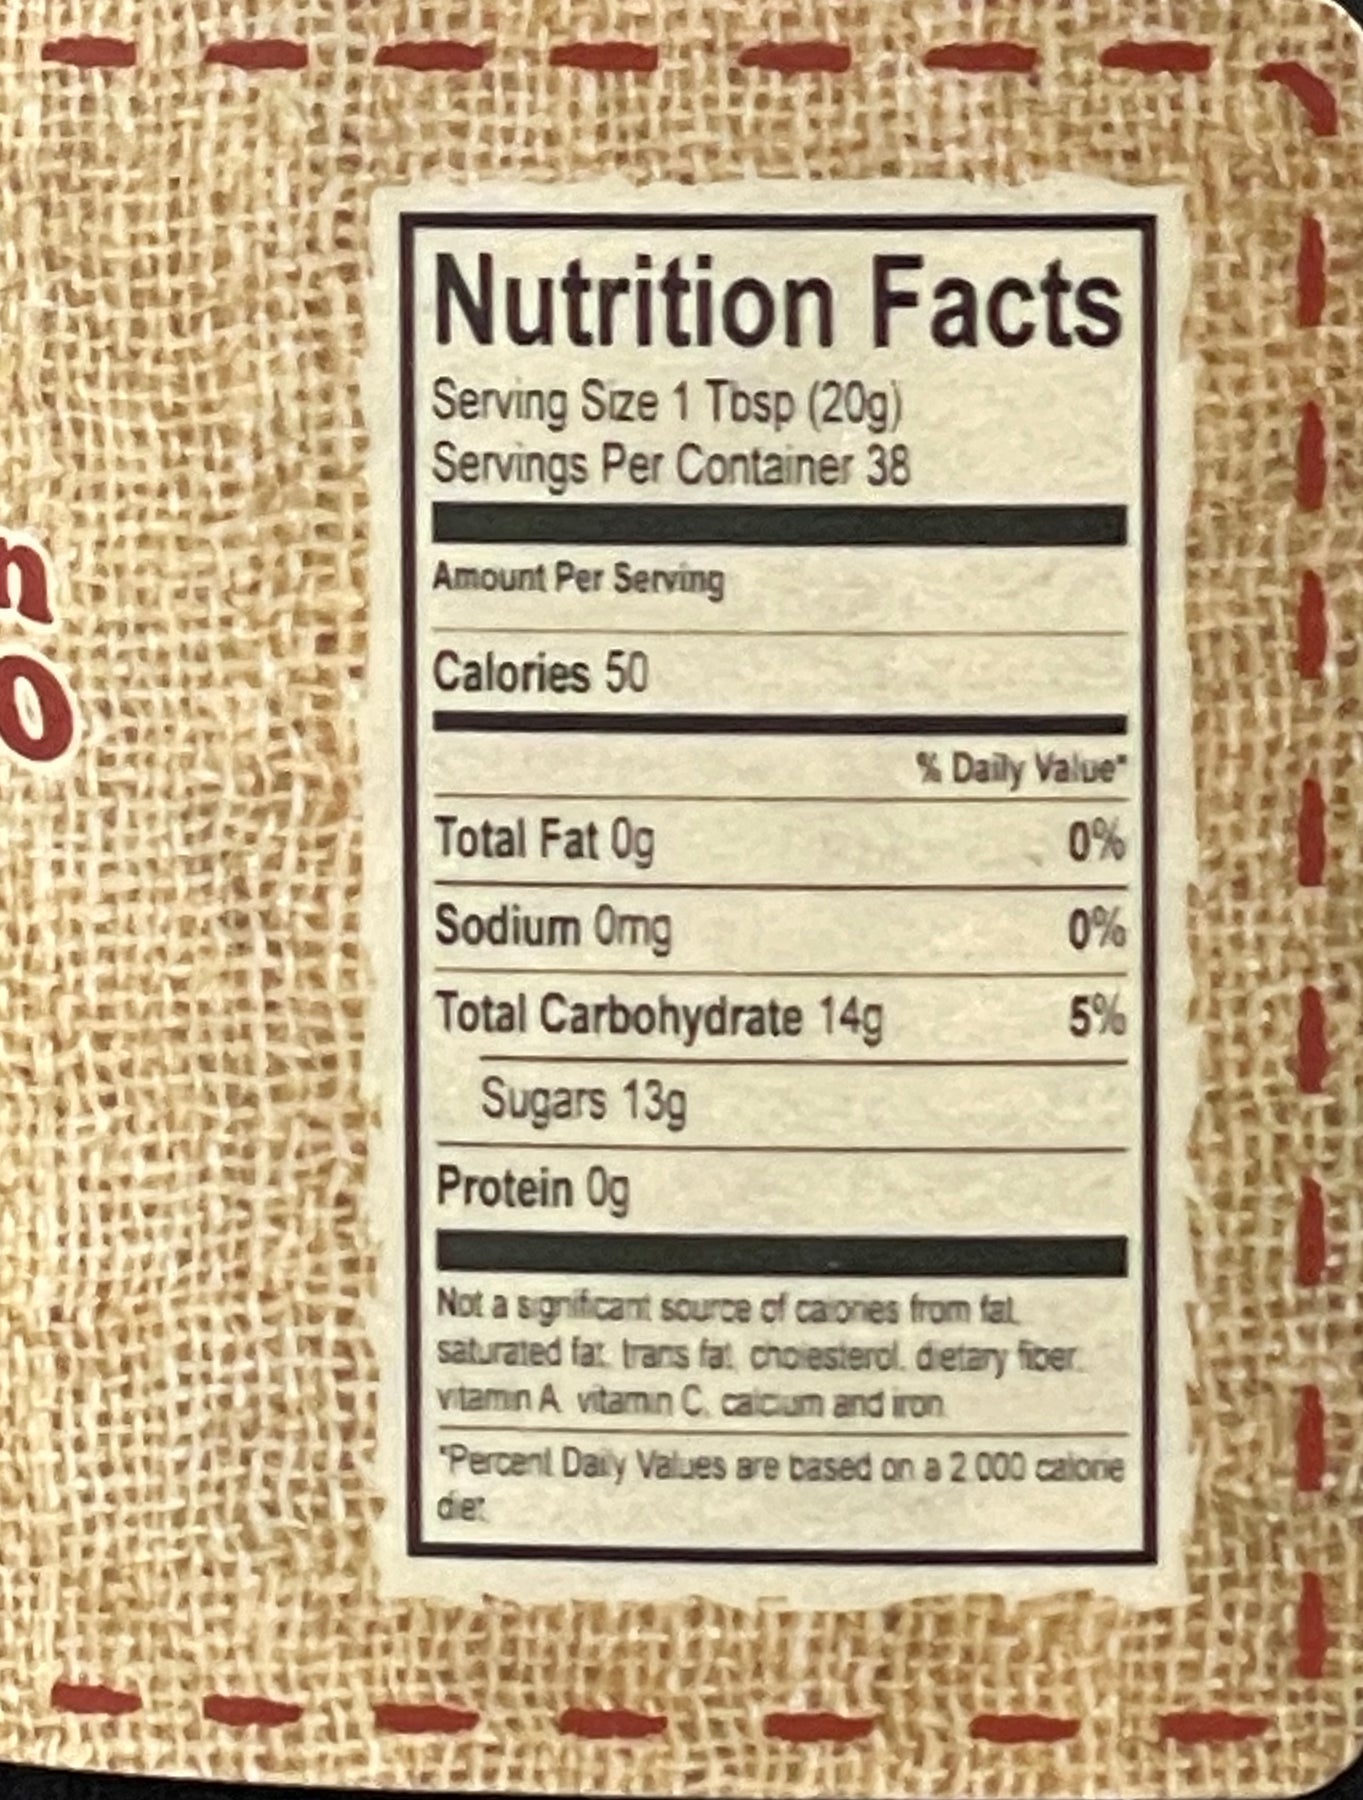 n
o
Nutrition Facts
Serving Size 1 Tbsp (20g)
Servings Per Container 38
Amount Per Serving
Calories 50
% Daily Value*
Total Fat 0g 0%
Sodium 0mg 0%
Total Carbohydrate 14g 5%
Sugars 13g
Protein 0g
Not a significant source of calories from fat,
saturated fat, trans fat, cholesterol, dietary fiber,
vitamin A, vitamin C, calcium and iron.
*Percent Daily Values are based on a 2,000 calorie
diet.